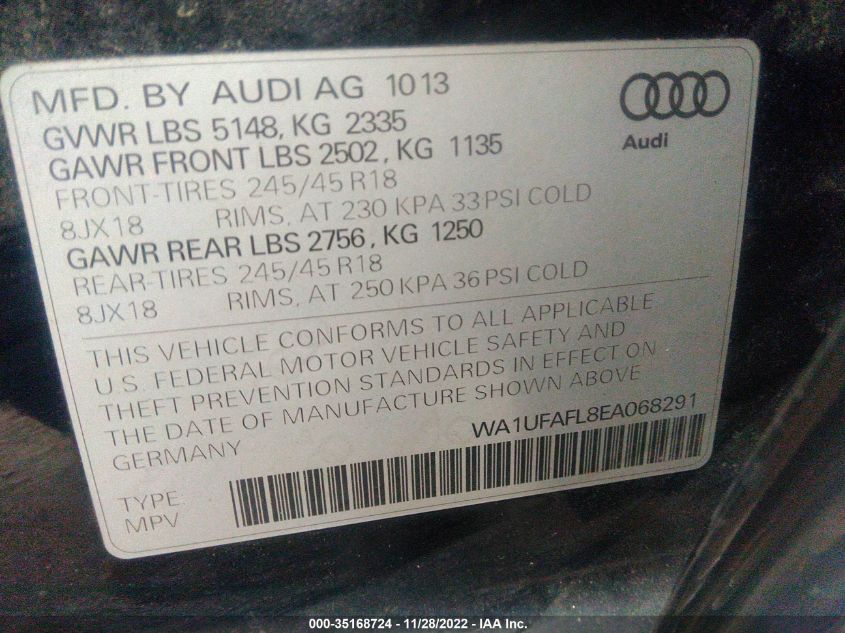 MFD. BY AUDI AG 1013
GVWR LBS 5148, KG 2335
GAWR FRONT LBS 2502, KG 1135
FRONT-TIRES 245/45 R18
8JX18 RIMS, AT 230 KPA 33 PSI COLD
GAWR REAR LBS 2756, KG 1250
REAR-TIRES 245/45 R18
8JX18 RIMS, AT 250 KPA 36 PSI COLD
Audi
THIS VEHICLE CONFORMS TO ALL APPLICABLE
U.S. FEDERAL MOTOR VEHICLE SAFETY AND
THEFT PREVENTION STANDARDS IN EFFECT ON
THE DATE OF MANUFACTURE SHOWN ABOVE
GERMANY WA1UFAFL8EA068291
TYPE
MPV
000-35168724 - 11/28/2022 - IAA Inc.